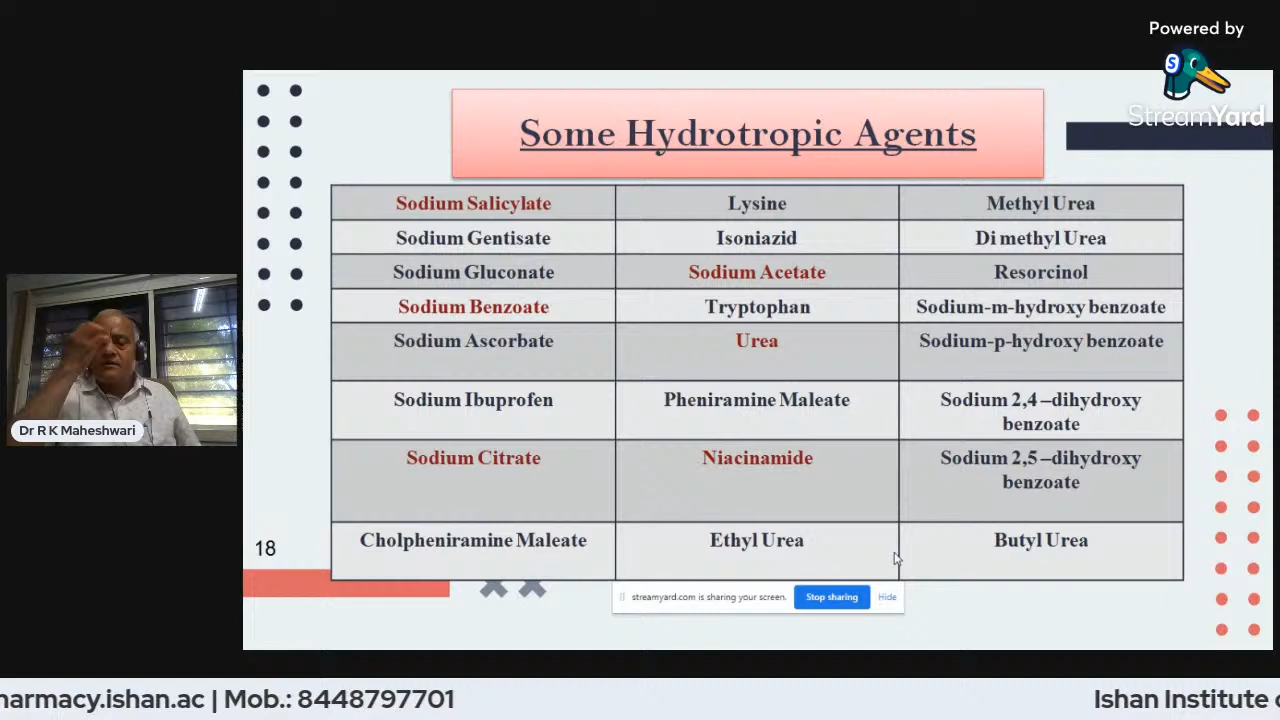 Powered by
S
StreamYard
Some Hydrotropic Agents
Sodium Salicylate Lysine Methyl Urea
Sodium Gentisate Isoniazid Di methyl Urea
Sodium Gluconate Sodium Acetate Resorcinol
Sodium Benzoate Tryptophan Sodium-m-hydroxy benzoate
Sodium Ascorbate Urea Sodium-p-hydroxy benzoate
Sodium Ibuprofen Pheniramine Maleate Sodium 2,4 –dihydroxy
benzoate
Sodium Citrate Niacinamide Sodium 2,5 –dihydroxy
benzoate
Cholpheniramine Maleate Ethyl Urea Butyl Urea
Dr R K Maheshwari
18
streamyard.com is sharing your screen. Stop sharing Hide
harmacy.ishan.ac | Mob.: 8448797701 Ishan Institute